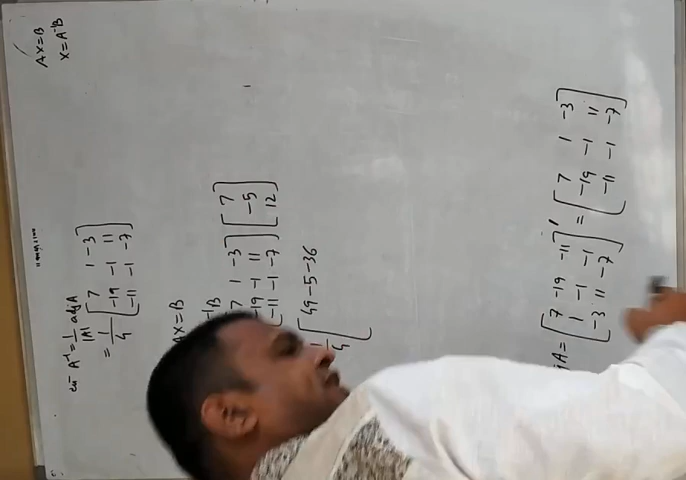 AX=B
X=A⁻¹B
A⁻¹ = 1/|A| adjA
= 1/4 [ 7 1 -3
-19 -1 11
-11 -1 -7 ]
AX=B
⁻¹B
7 1 -3 ] [ 7
-19 -1 11 -5
-11 -1 -7 ] 12 ]
1/4 [ 49-5-36
A = [ 7 -19 -11 ]′ = [ 7 1 -3
1 -1 -1 -19 -1 11
-3 11 -7 ] -11 -1 -7 ]